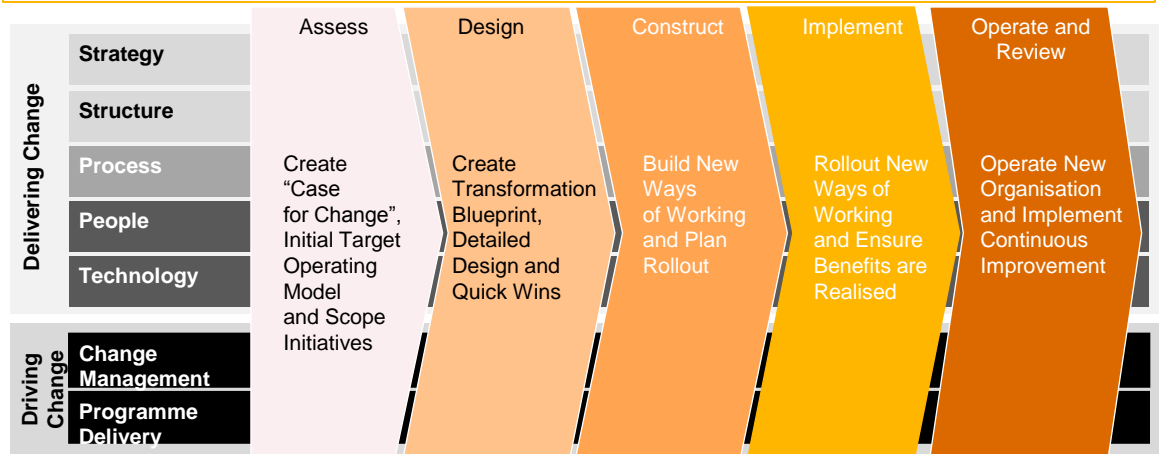 Assess
Design
Construct
Implement
Operate and
Review
Delivering Change
Strategy
Structure
Process
People
Technology
Create
“Case
for Change”,
Initial Target
Operating
Model
and Scope
Initiatives
Create
Transformation
Blueprint,
Detailed
Design and
Quick Wins
Build New
Ways
of Working
and Plan
Rollout
Rollout New
Ways of
Working
and Ensure
Benefits are
Realised
Operate New
Organisation
and Implement
Continuous
Improvement
Driving
Change
Change
Management
Programme
Delivery